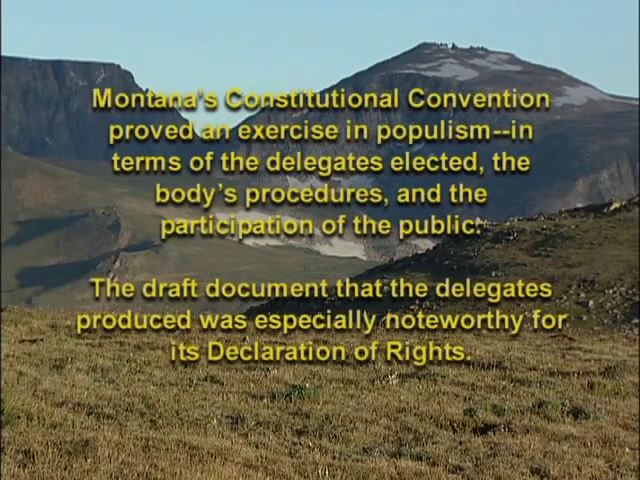 Montana's Constitutional Convention
proved an exercise in populism--in
terms of the delegates elected, the
body's procedures, and the
participation of the public.
The draft document that the delegates
produced was especially noteworthy for
its Declaration of Rights.